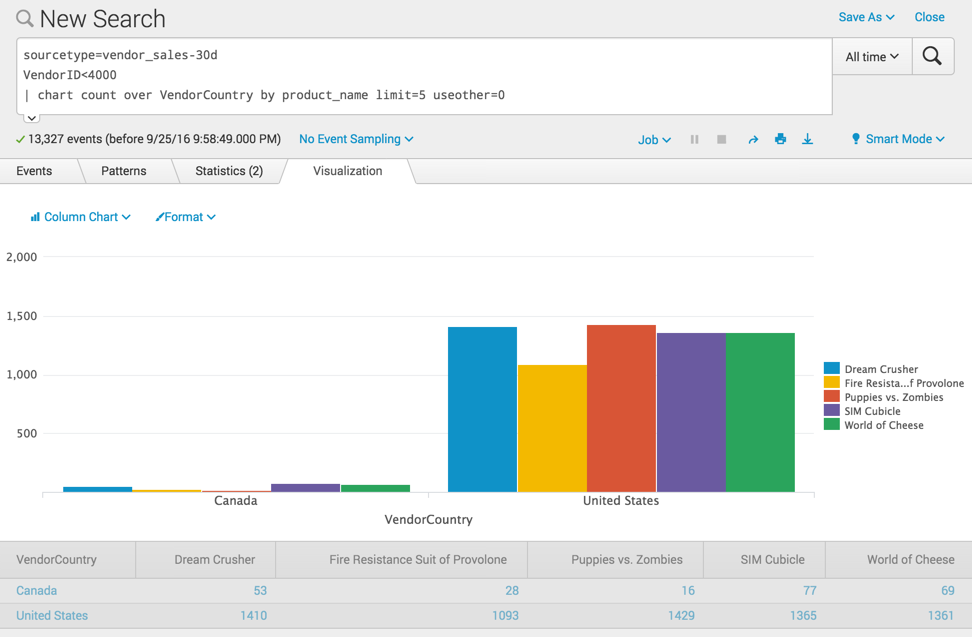 New Search
Save As
Close
sourcetype=vendor_sales-30d
VendorID<4000
| chart count over VendorCountry by product_name limit=5 useother=0
All time
13,327 events (before 9/25/16 9:58:49.000 PM)
No Event Sampling
Job
Smart Mode
Events
Patterns
Statistics (2)
Visualization
Column Chart
Format
2,000
1,500
1,000
500
Canada
United States
VendorCountry
Dream Crusher
Fire Resista...f Provolone
Puppies vs. Zombies
SIM Cubicle
World of Cheese
VendorCountry Dream Crusher Fire Resistance Suit of Provolone Puppies vs. Zombies SIM Cubicle World of Cheese
Canada 53 28 16 77 69
United States 1410 1093 1429 1365 1361